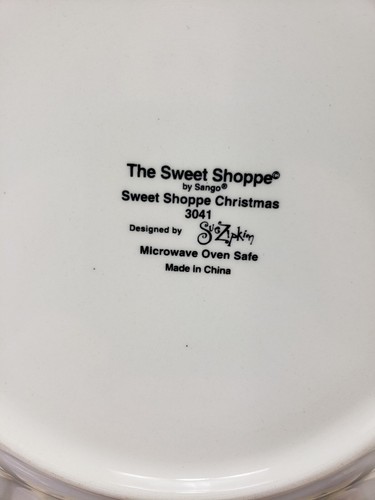 The Sweet Shoppe©
by Sango®
Sweet Shoppe Christmas
3041
Designed by Sue Zipkin
Microwave Oven Safe
Made in China